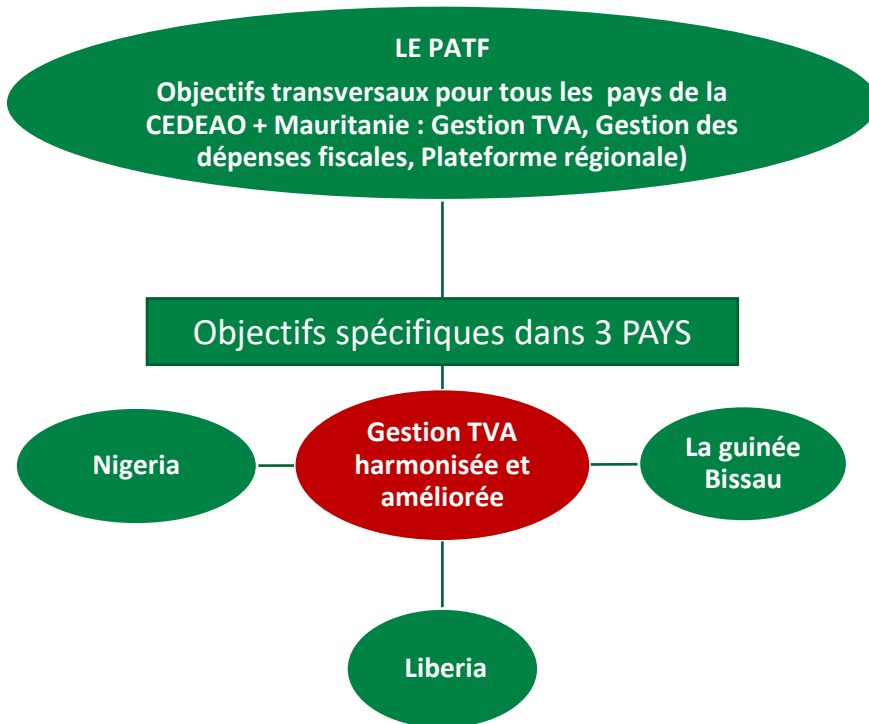 LE PATF
Objectifs transversaux pour tous les pays de la
CEDEAO + Mauritanie : Gestion TVA, Gestion des
dépenses fiscales, Plateforme régionale)
Objectifs spécifiques dans 3 PAYS
Gestion TVA
harmonisée et
améliorée
Nigeria
La guinée
Bissau
Liberia